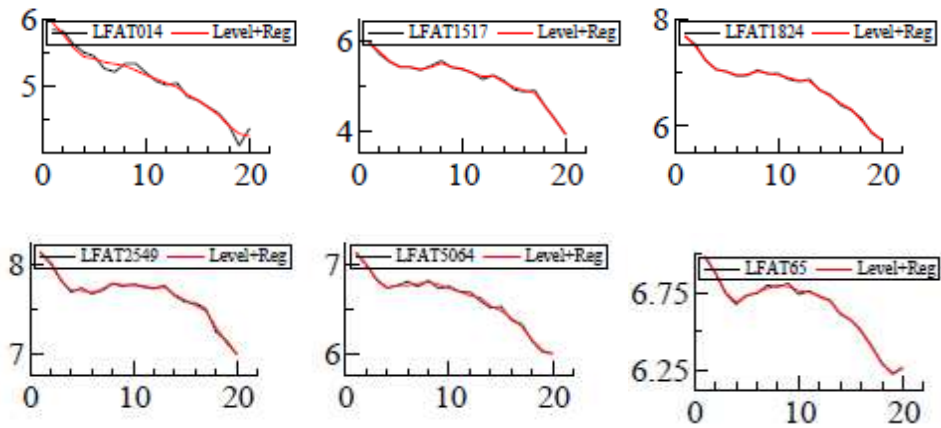 6
LFAT014 Level+Reg
5
0 10 20
6
LFAT1517 Level+Reg
4
0 10 20
8
LFAT1824 Level+Reg
6
0 10 20
8
LFAT2549 Level+Reg
7
0 10 20
7
LFAT5064 Level+Reg
6
0 10 20
LFAT65 Level+Reg
6.75
6.25
0 10 20